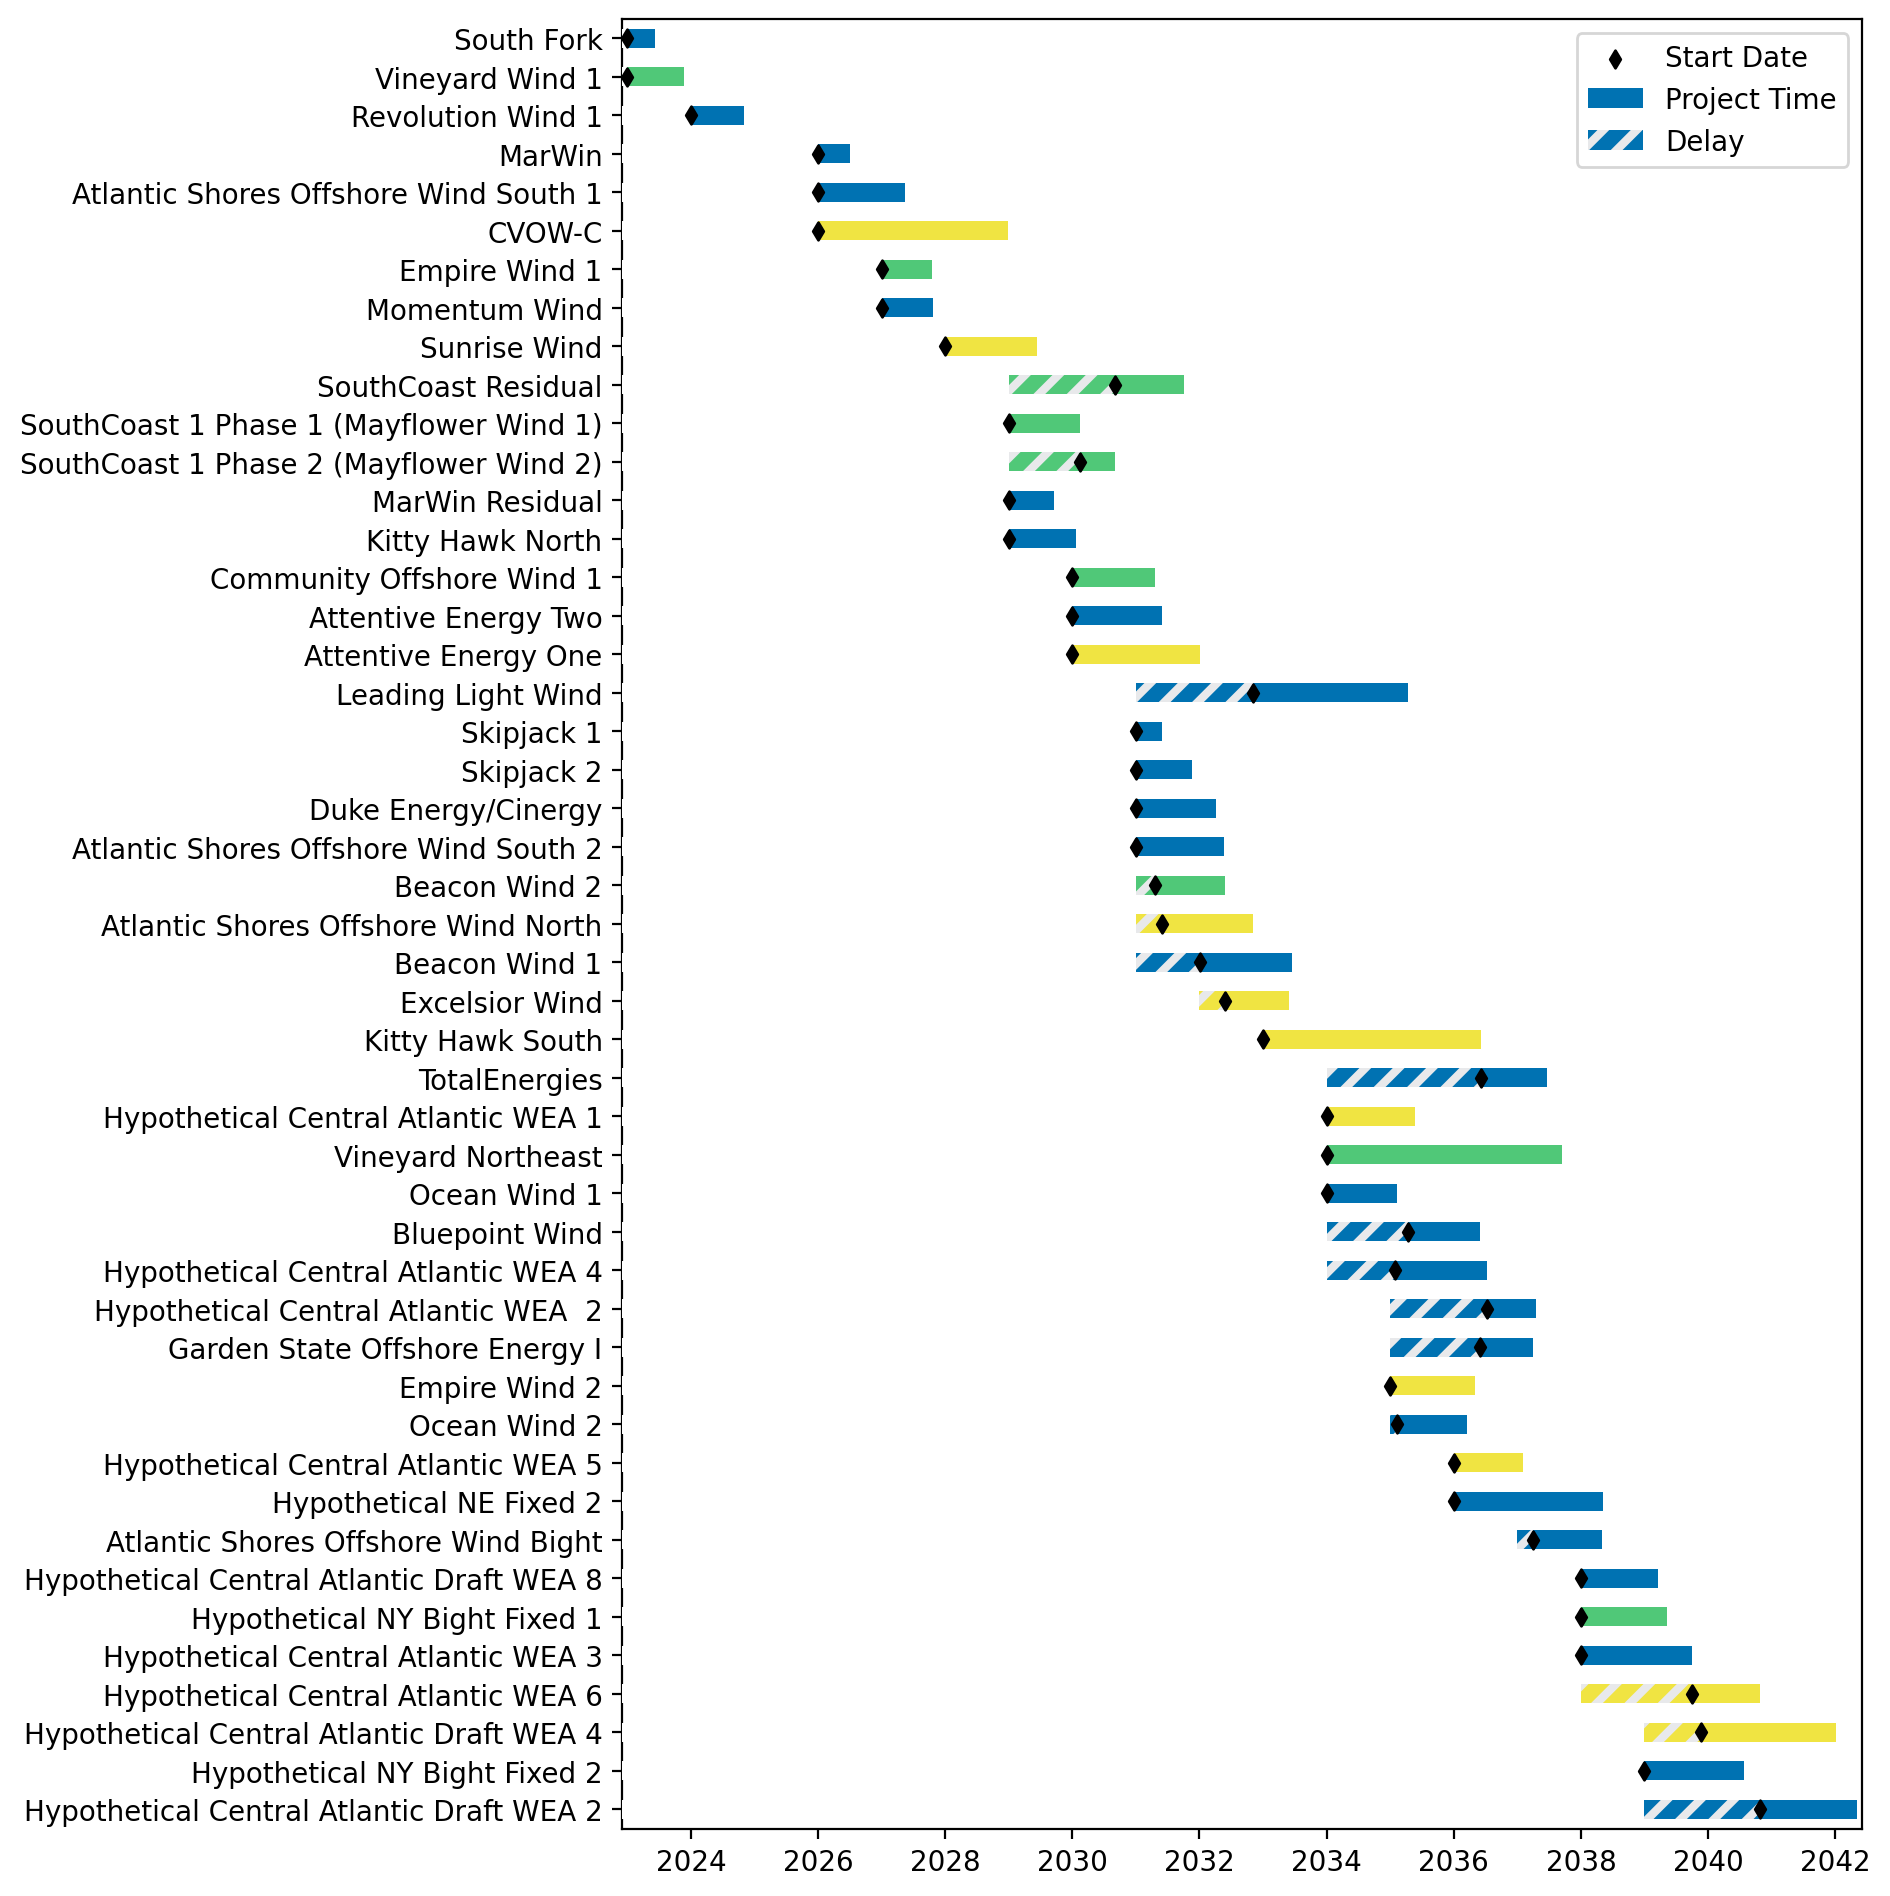 South Fork
Vineyard Wind 1
Revolution Wind 1
MarWin
Atlantic Shores Offshore Wind South 1
CVOW-C
Empire Wind 1
Momentum Wind
Sunrise Wind
SouthCoast Residual
SouthCoast 1 Phase 1 (Mayflower Wind 1)
SouthCoast 1 Phase 2 (Mayflower Wind 2)
MarWin Residual
Kitty Hawk North
Community Offshore Wind 1
Attentive Energy Two
Attentive Energy One
Leading Light Wind
Skipjack 1
Skipjack 2
Duke Energy/Cinergy
Atlantic Shores Offshore Wind South 2
Beacon Wind 2
Atlantic Shores Offshore Wind North
Beacon Wind 1
Excelsior Wind
Kitty Hawk South
TotalEnergies
Hypothetical Central Atlantic WEA 1
Vineyard Northeast
Ocean Wind 1
Bluepoint Wind
Hypothetical Central Atlantic WEA 4
Hypothetical Central Atlantic WEA  2
Garden State Offshore Energy I
Empire Wind 2
Ocean Wind 2
Hypothetical Central Atlantic WEA 5
Hypothetical NE Fixed 2
Atlantic Shores Offshore Wind Bight
Hypothetical Central Atlantic Draft WEA 8
Hypothetical NY Bight Fixed 1
Hypothetical Central Atlantic WEA 3
Hypothetical Central Atlantic WEA 6
Hypothetical Central Atlantic Draft WEA 4
Hypothetical NY Bight Fixed 2
Hypothetical Central Atlantic Draft WEA 2
Start Date
Project Time
Delay
2024 2026 2028 2030 2032 2034 2036 2038 2040 2042